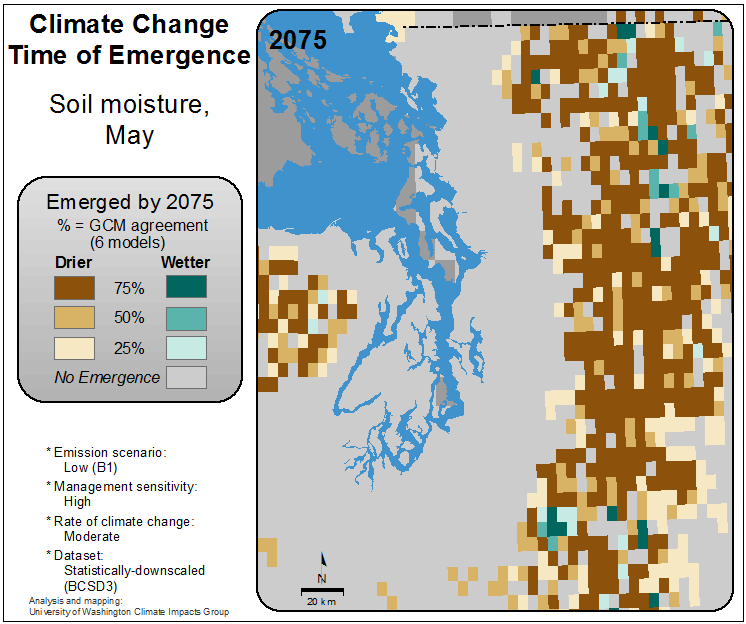 Climate Change
Time of Emergence
Soil moisture,
May
Emerged by 2075
% = GCM agreement
(6 models)
Drier Wetter
75%
50%
25%
No Emergence
* Emission scenario:
Low (B1)
* Management sensitivity:
High
* Rate of climate change:
Moderate
* Dataset:
Statistically-downscaled
(BCSD3)
Analysis and mapping:
University of Washington Climate Impacts Group
2075
N
20 km